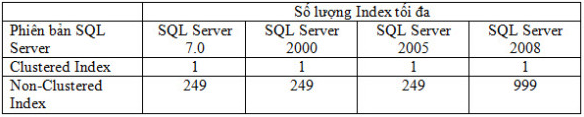 Số lượng Index tối đa
Phiên bản SQL Server
SQL Server 7.0
SQL Server 2000
SQL Server 2005
SQL Server 2008
Clustered Index 1 1 1 1
Non-Clustered Index 249 249 249 999